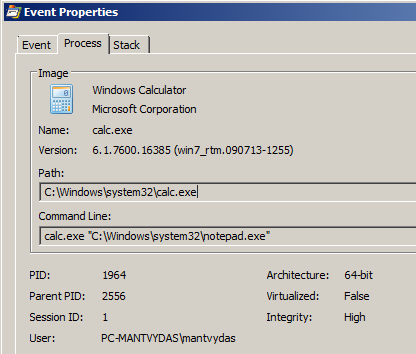 Event Properties
Event Process Stack
Image
Windows Calculator
Microsoft Corporation
Name: calc.exe
Version: 6.1.7600.16385 (win7_rtm.090713-1255)
Path:
C:\Windows\system32\calc.exe
Command Line:
calc.exe "C:\Windows\system32\notepad.exe"
PID: 1964 Architecture: 64-bit
Parent PID: 2556 Virtualized: False
Session ID: 1 Integrity: High
User: PC-MANTVYDAS\mantvydas